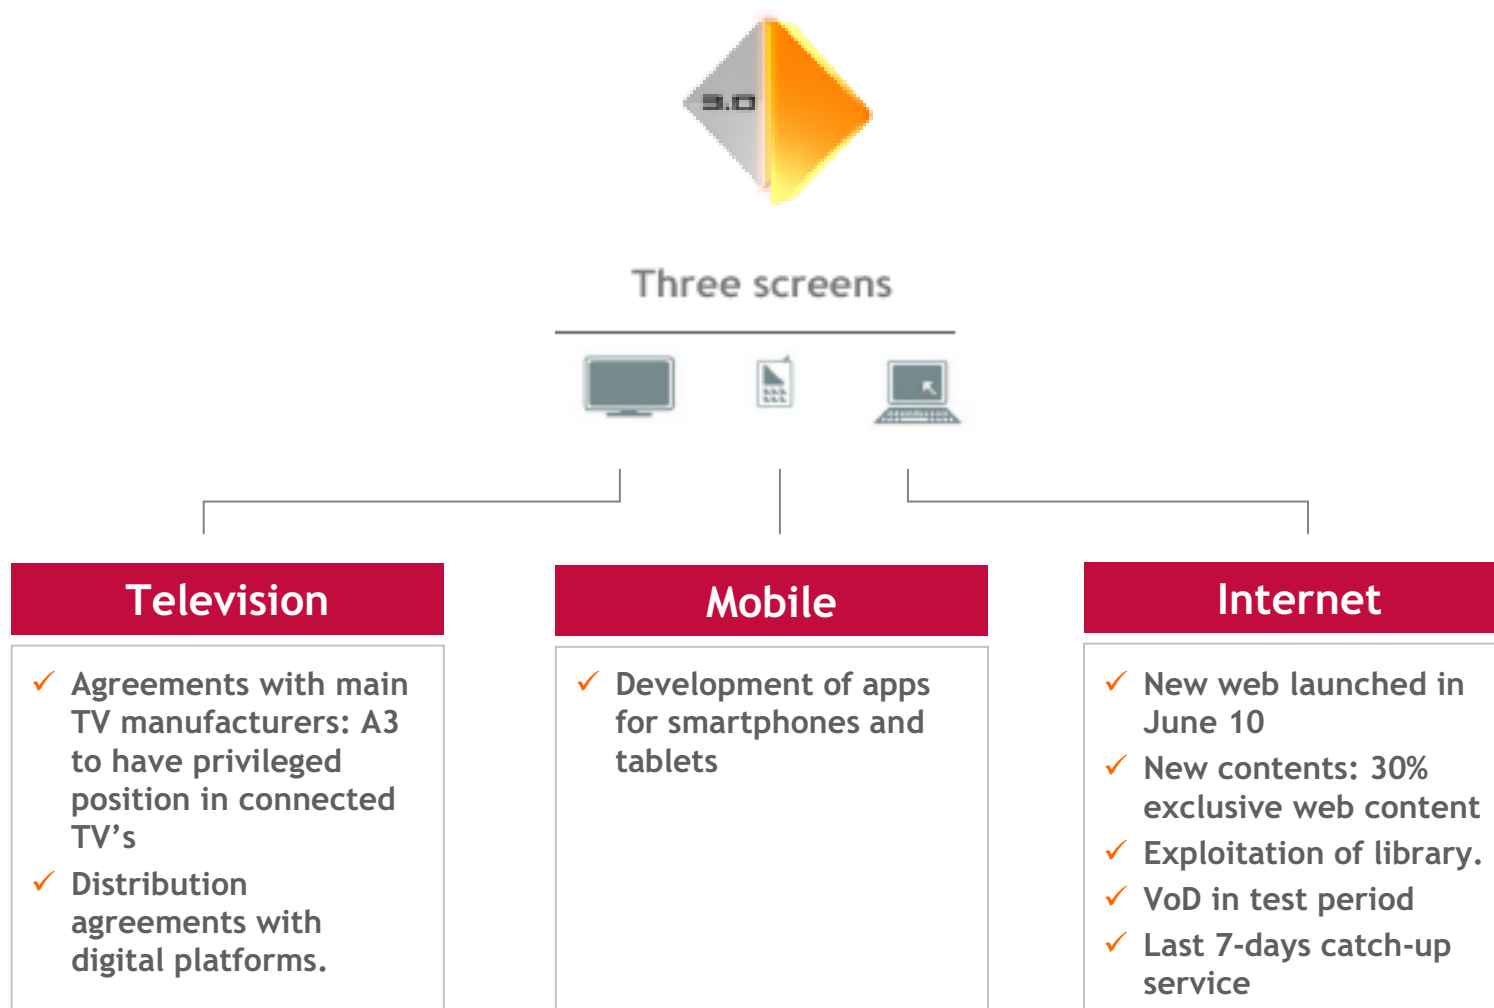 3.0
Three screens
Television
Agreements with main
TV manufacturers: A3
to have privileged
position in connected
TV’s
Distribution
agreements with
digital platforms.
Mobile
Development of apps
for smartphones and
tablets
Internet
New web launched in
June 10
New contents: 30%
exclusive web content
Exploitation of library.
VoD in test period
Last 7-days catch-up
service